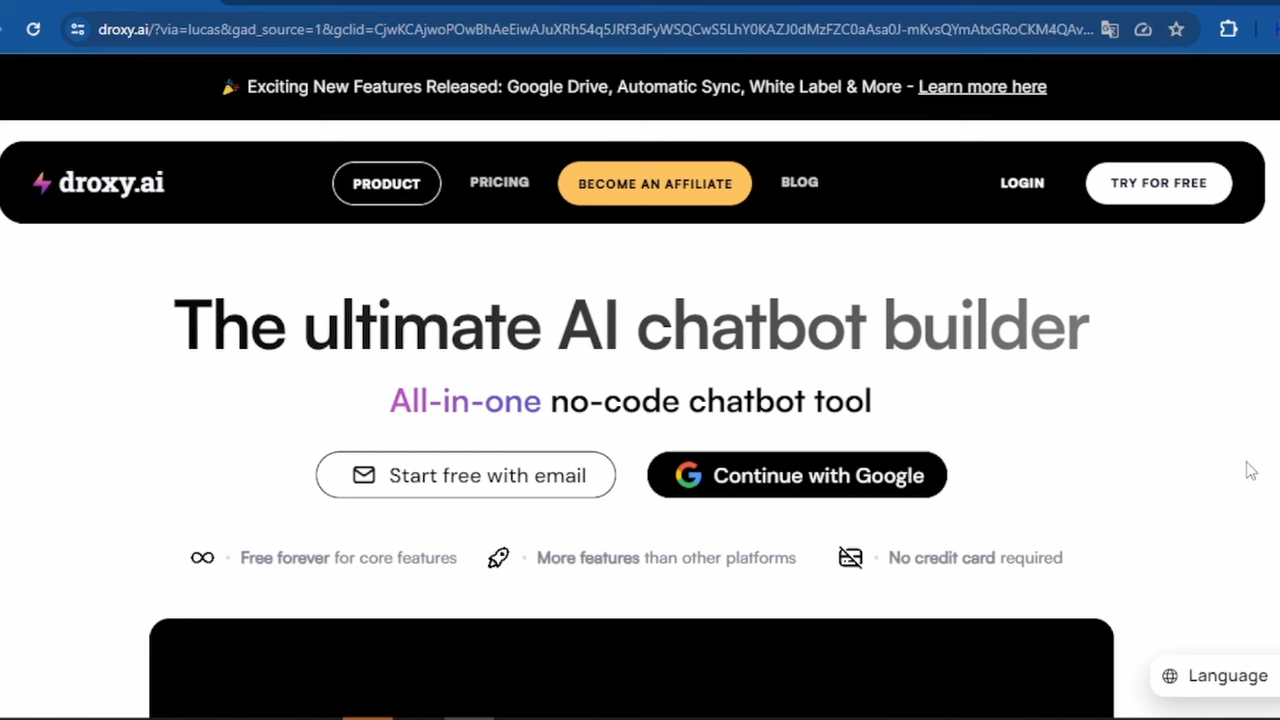 droxy.ai/?via=lucas&gad_source=1&gclid=CjwKCAjwoPOwBhAeEiwAJuXRh54q5JRf3dFyWSQCwS5LhY0KAZJ0dMzFZC0aAsa0J-mKvsQYmAtxGRoCKM4QAv...
Exciting New Features Released: Google Drive, Automatic Sync, White Label & More - Learn more here
droxy.ai PRODUCT PRICING BECOME AN AFFILIATE BLOG LOGIN TRY FOR FREE
The ultimate AI chatbot builder
All-in-one no-code chatbot tool
Start free with email Continue with Google
Free forever for core features More features than other platforms No credit card required
Language